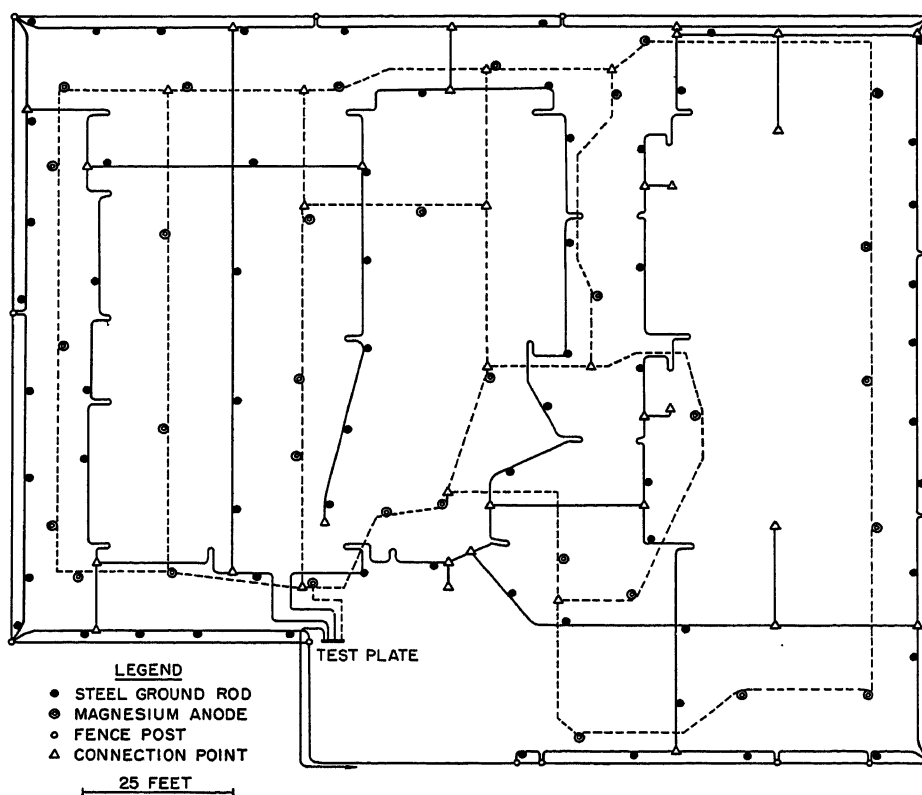 TEST PLATE
LEGEND
STEEL GROUND ROD
MAGNESIUM ANODE
FENCE POST
CONNECTION POINT
25 FEET